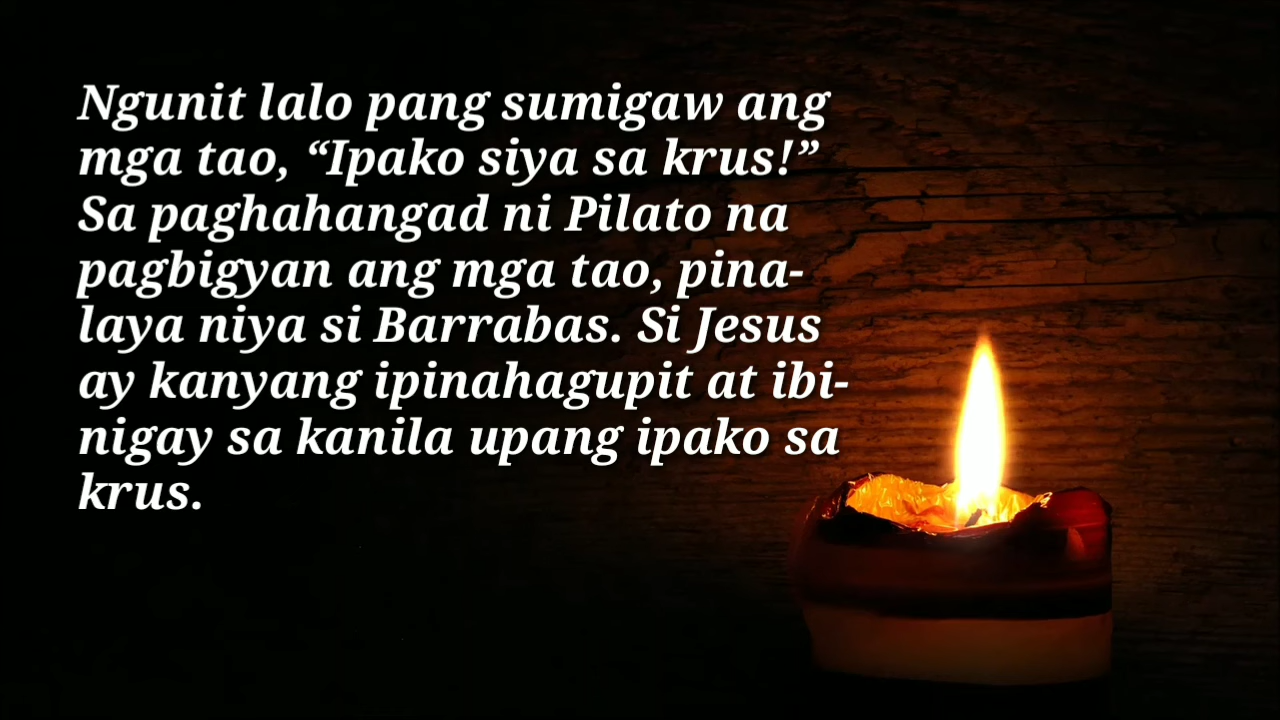 Ngunit lalo pang sumigaw ang
mga tao, “Ipako siya sa krus!”
Sa paghahangad ni Pilato na
pagbigyan ang mga tao, pina-
laya niya si Barrabas. Si Jesus
ay kanyang ipinahagupit at ibi-
nigay sa kanila upang ipako sa
krus.